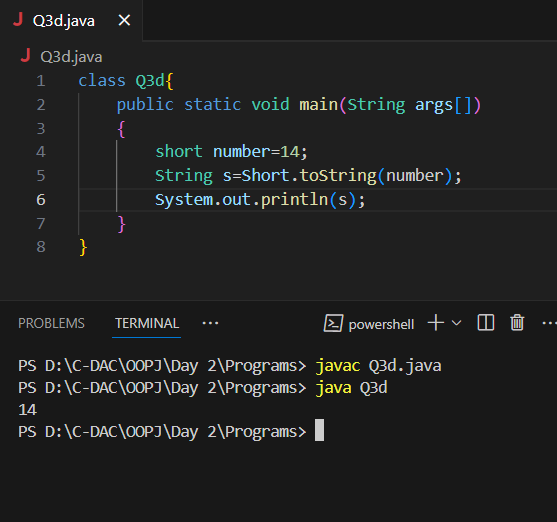 J Q3d.java ×
J Q3d.java
1 class Q3d{
2     public static void main(String args[])
3     {
4         short number=14;
5         String s=Short.toString(number);
6         System.out.println(s);
7     }
8 }
PROBLEMS TERMINAL ··· powershell
PS D:\C-DAC\OOPJ\Day 2\Programs> javac Q3d.java
PS D:\C-DAC\OOPJ\Day 2\Programs> java Q3d
14
PS D:\C-DAC\OOPJ\Day 2\Programs>